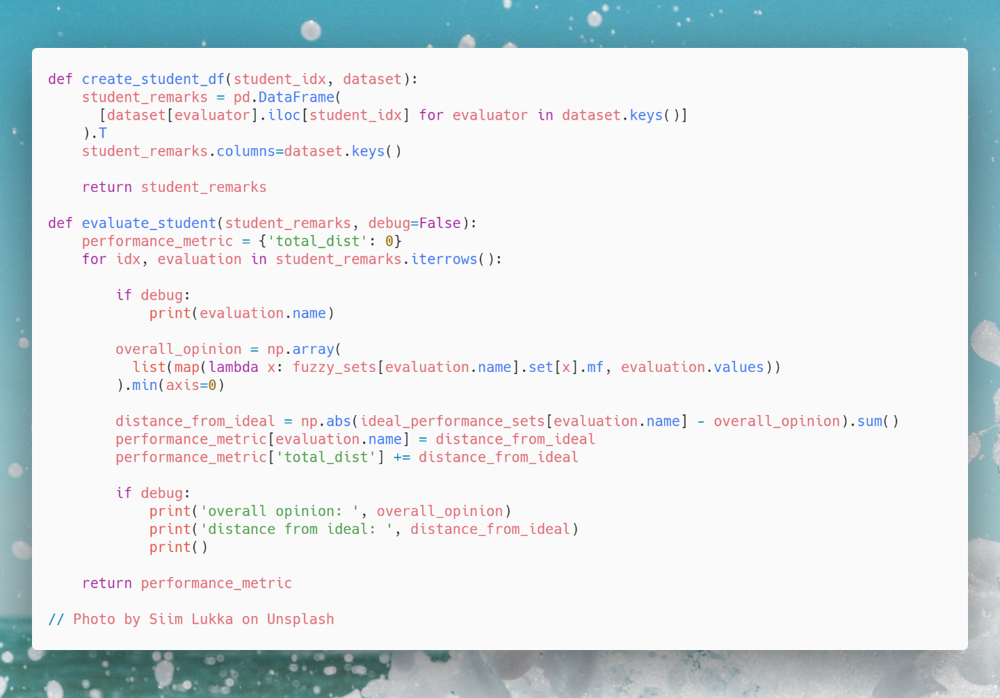 def create_student_df(student_idx, dataset):
    student_remarks = pd.DataFrame(
      [dataset[evaluator].iloc[student_idx] for evaluator in dataset.keys()]
    ).T
    student_remarks.columns=dataset.keys()

    return student_remarks

def evaluate_student(student_remarks, debug=False):
    performance_metric = {'total_dist': 0}
    for idx, evaluation in student_remarks.iterrows():

        if debug:
            print(evaluation.name)

        overall_opinion = np.array(
          list(map(lambda x: fuzzy_sets[evaluation.name].set[x].mf, evaluation.values))
        ).min(axis=0)

        distance_from_ideal = np.abs(ideal_performance_sets[evaluation.name] - overall_opinion).sum()
        performance_metric[evaluation.name] = distance_from_ideal
        performance_metric['total_dist'] += distance_from_ideal

        if debug:
            print('overall opinion: ', overall_opinion)
            print('distance from ideal: ', distance_from_ideal)
            print()

    return performance_metric

// Photo by Siim Lukka on Unsplash